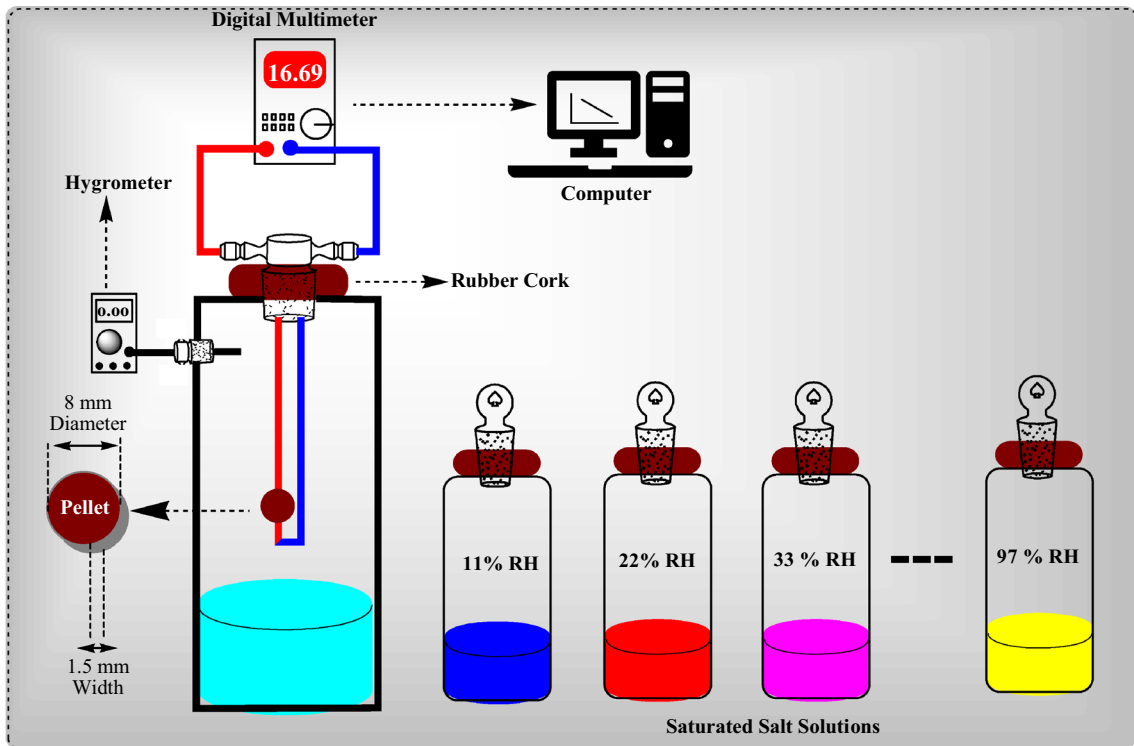 Digital Multimeter
16.69
Computer
Hygrometer
Rubber Cork
0.00
8 mm
Diameter
Pellet
1.5 mm
Width
11% RH
22% RH
33 % RH
97 % RH
Saturated Salt Solutions